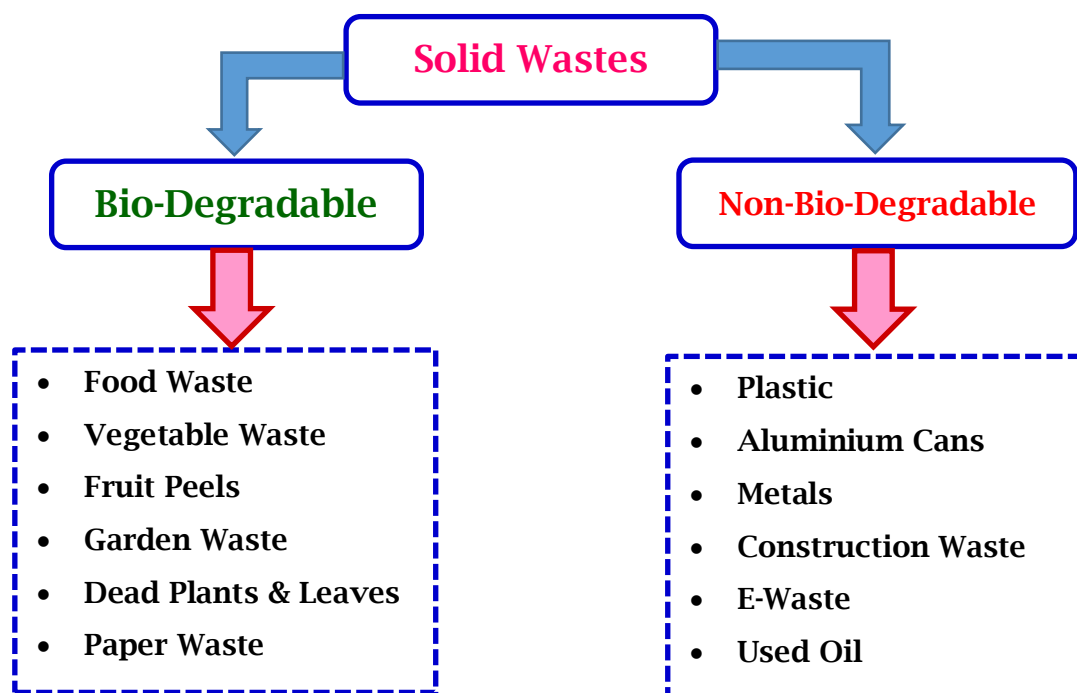 Solid Wastes
Bio-Degradable
Non-Bio-Degradable
• Food Waste
• Vegetable Waste
• Fruit Peels
• Garden Waste
• Dead Plants & Leaves
• Paper Waste
• Plastic
• Aluminium Cans
• Metals
• Construction Waste
• E-Waste
• Used Oil